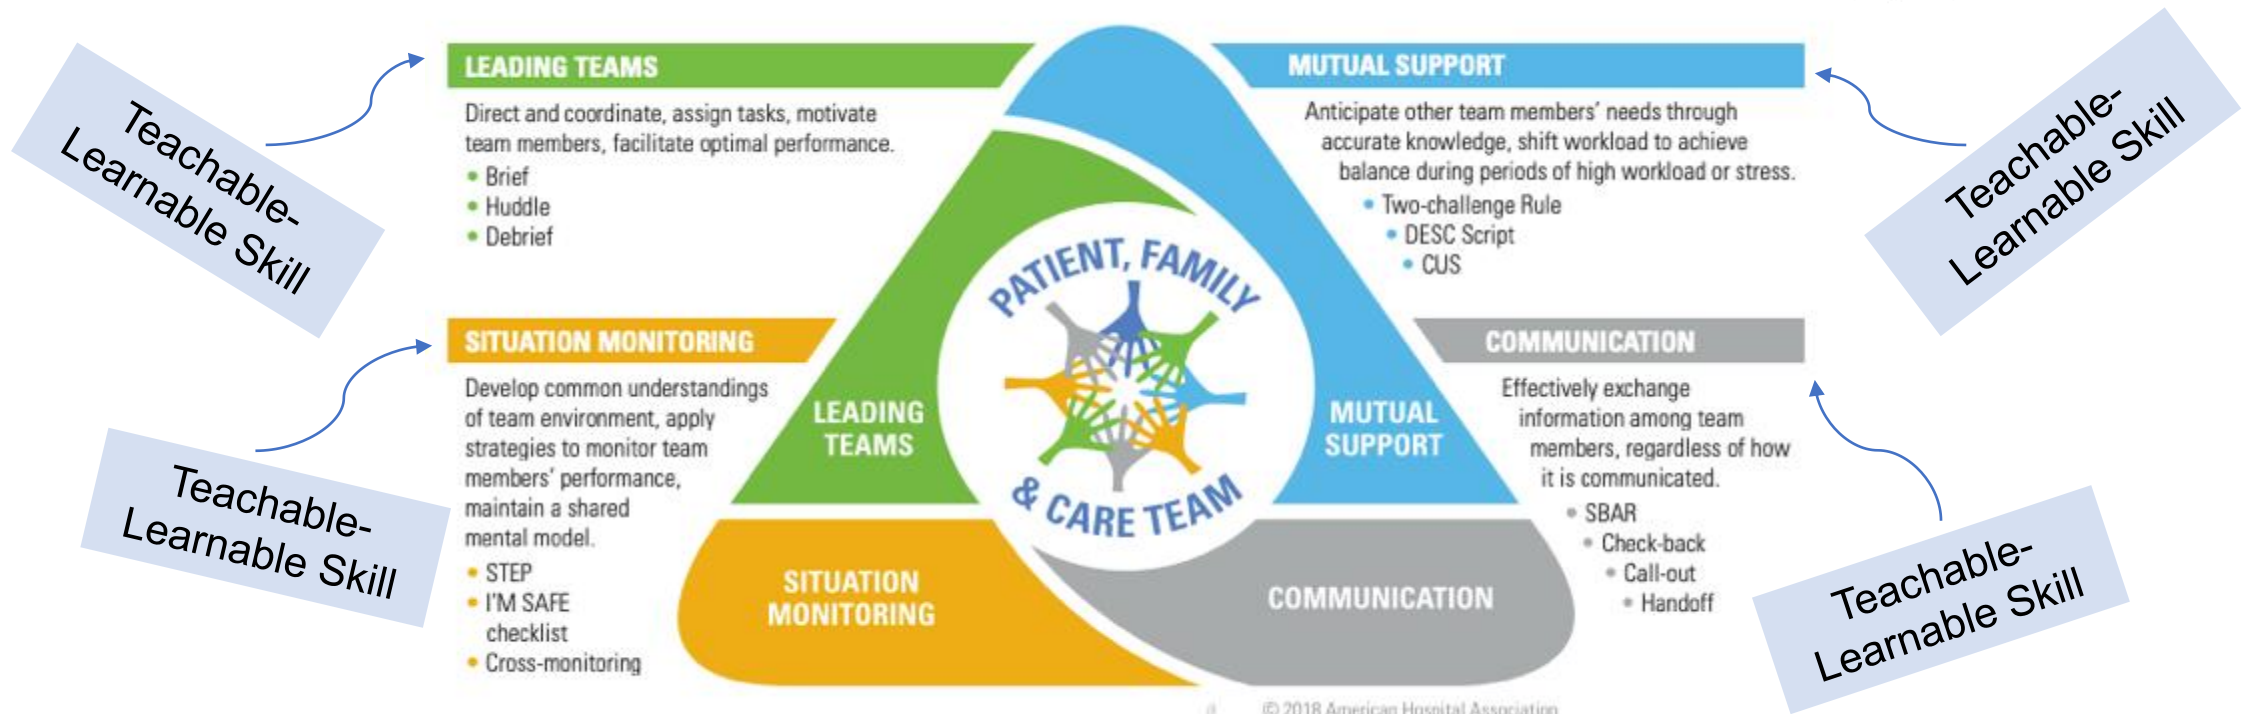 Teachable-
Learnable Skill
LEADING TEAMS
Direct and coordinate, assign tasks, motivate
team members, facilitate optimal performance.
• Brief
• Huddle
• Debrief
Teachable-
Learnable Skill
SITUATION MONITORING
Develop common understandings
of team environment, apply
strategies to monitor team
members' performance,
maintain a shared
mental model.
• STEP
• I'M SAFE
checklist
• Cross-monitoring
LEADING
TEAMS
SITUATION
MONITORING
PATIENT, FAMILY
& CARE TEAM
MUTUAL
SUPPORT
COMMUNICATION
MUTUAL SUPPORT
Anticipate other team members' needs through
accurate knowledge, shift workload to achieve
balance during periods of high workload or stress.
• Two-challenge Rule
• DESC Script
• CUS
Teachable-
Learnable Skill
COMMUNICATION
Effectively exchange
information among team
members, regardless of how
it is communicated.
• SBAR
• Check-back
• Call-out
• Handoff
Teachable-
Learnable Skill
© 2018 American Hospital Association